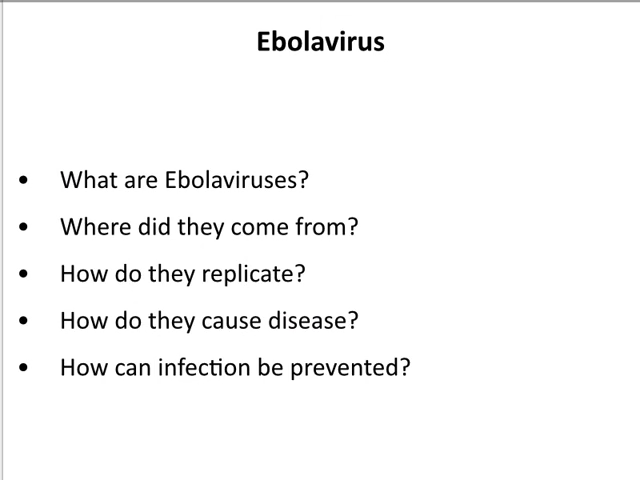 Ebolavirus
• What are Ebolaviruses?
• Where did they come from?
• How do they replicate?
• How do they cause disease?
• How can infection be prevented?